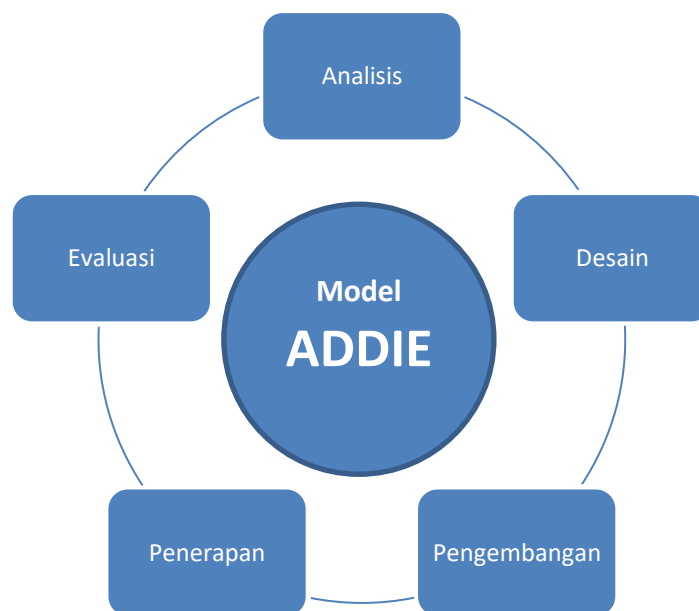 Analisis
Desain
Pengembangan
Penerapan
Evaluasi
Model
ADDIE